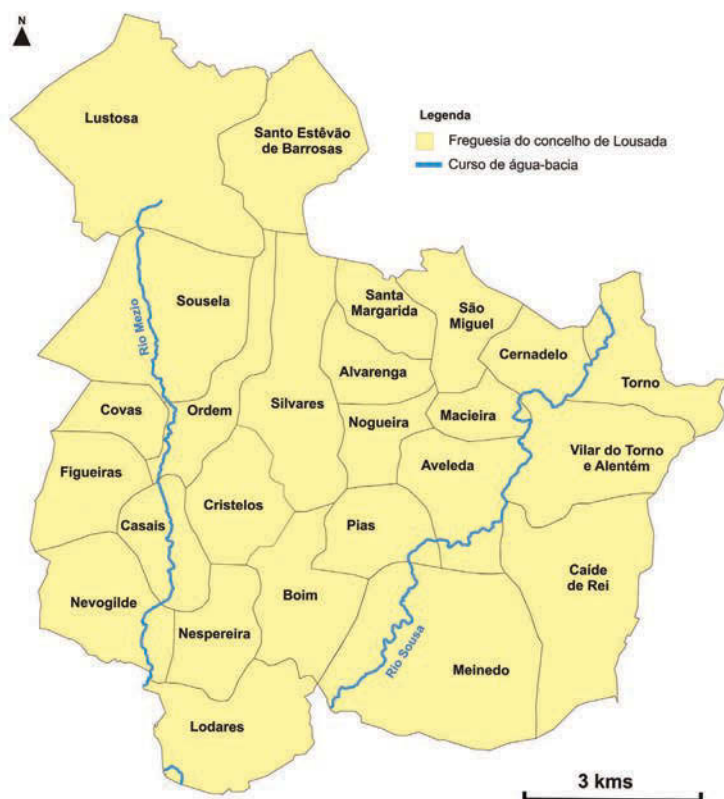 N
Legenda
Freguesia do concelho de Lousada
Curso de água-bacia
Lustosa
Santo Estêvão
de Barrosas
Rio Mezio
Sousela
Santa
Margarida
São
Miguel
Cernadelo
Torno
Alvarenga
Covas
Ordem
Silvares
Nogueira
Macieira
Vilar do Torno
e Alentém
Figueiras
Aveleda
Cristelos
Casais
Pias
Caíde
de Rei
Nevogilde
Boim
Nespereira
Rio Sousa
Meinedo
Lodares
3 kms